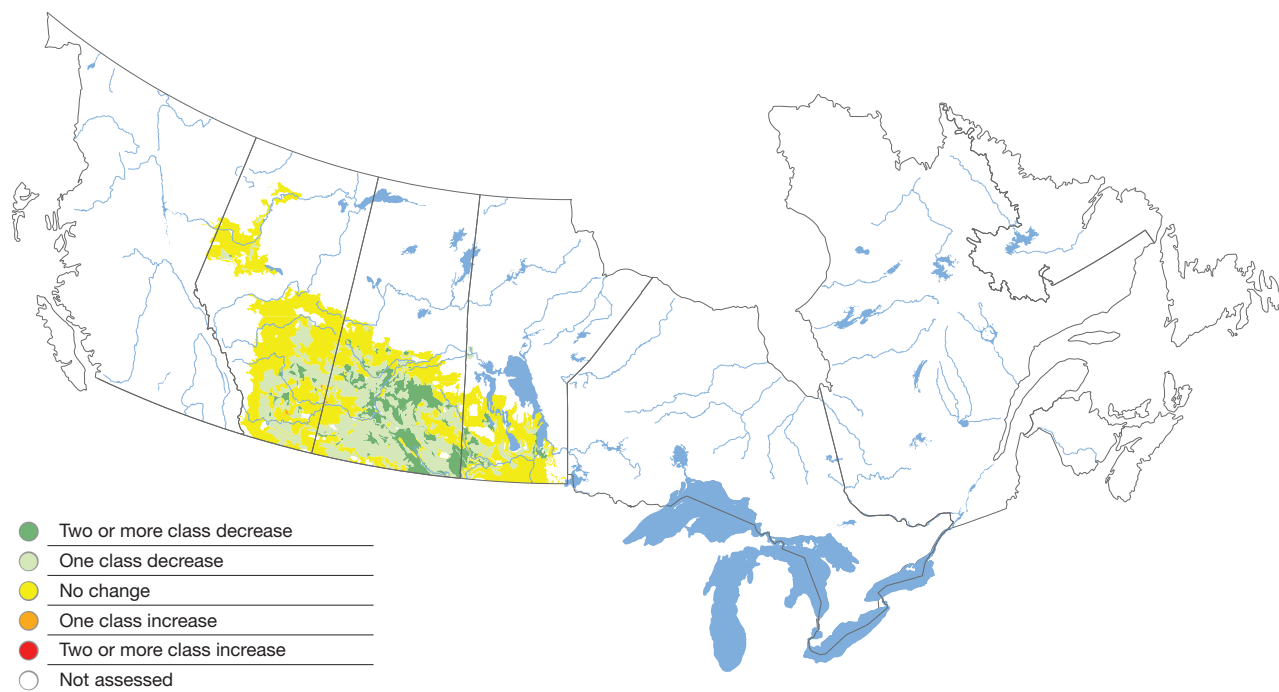 Two or more class decrease
One class decrease
No change
One class increase
Two or more class increase
Not assessed